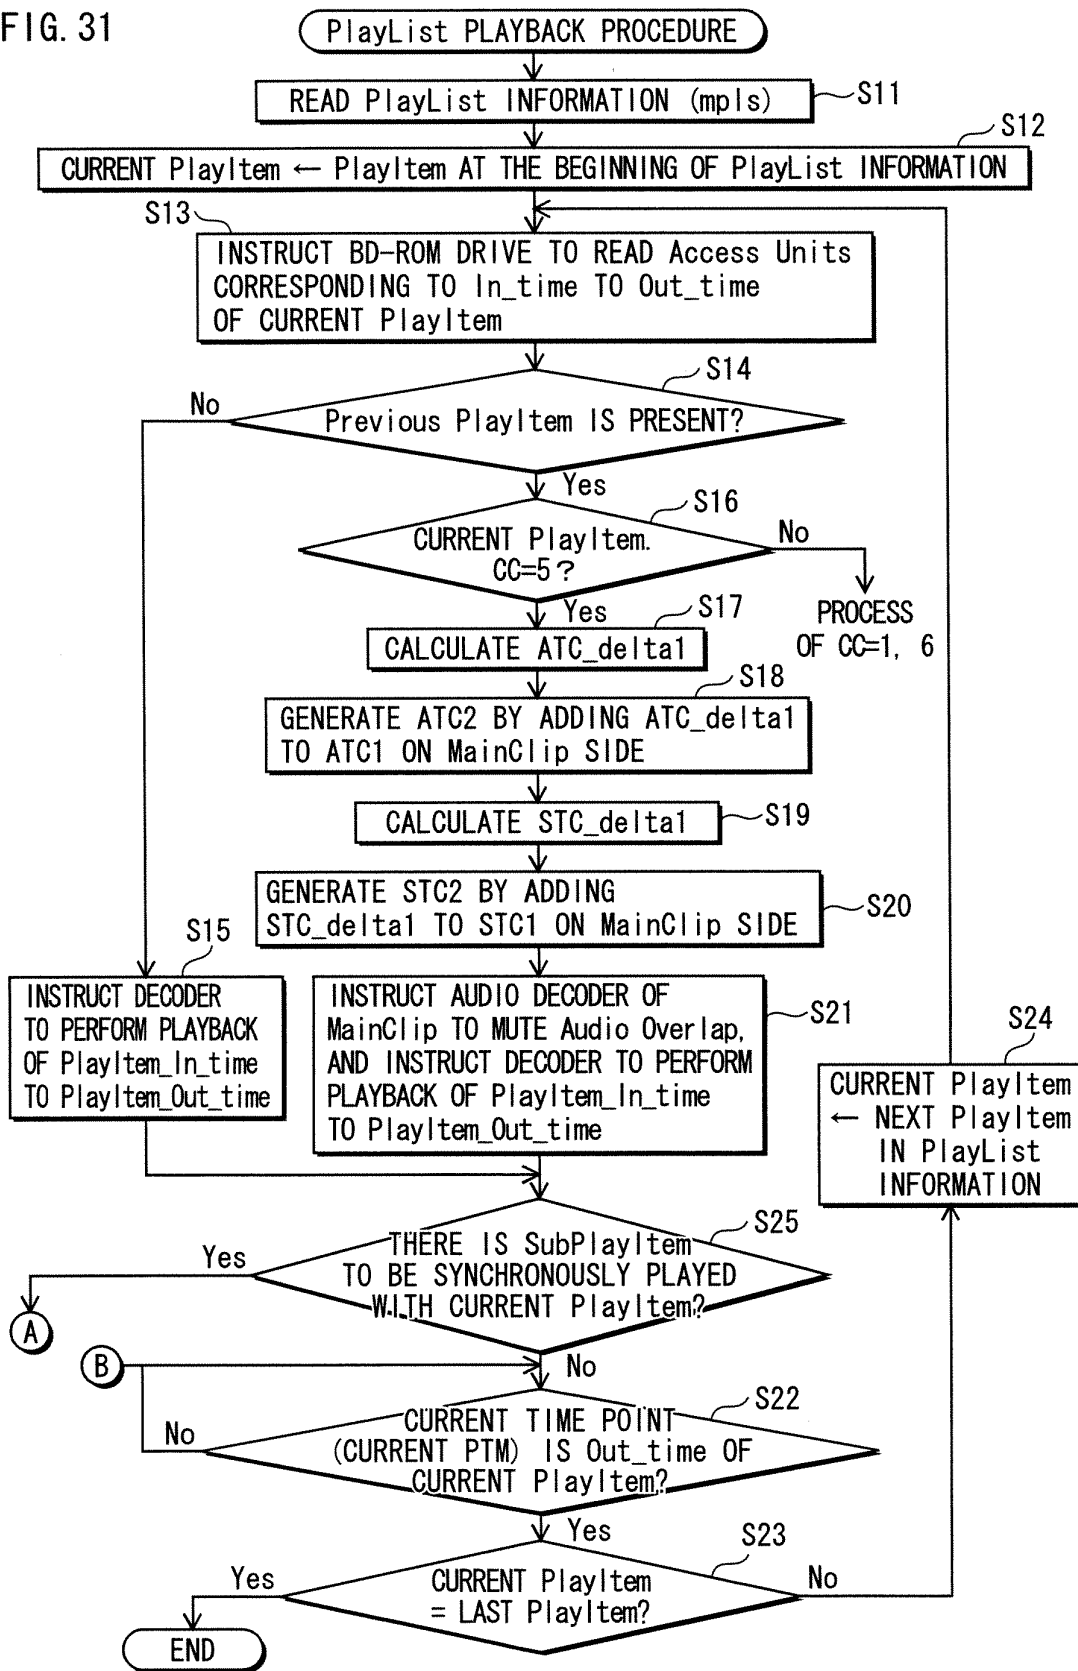 FIG. 31
PlayList PLAYBACK PROCEDURE
READ PlayList INFORMATION (mpls)
S11
S12
CURRENT PlayItem ← PlayItem AT THE BEGINNING OF PlayList INFORMATION
S13
INSTRUCT BD-ROM DRIVE TO READ Access Units
CORRESPONDING TO In_time TO Out_time
OF CURRENT PlayItem
S14
No
Previous PlayItem IS PRESENT?
Yes
S16
CURRENT PlayItem.
CC=5?
No
Yes
PROCESS
OF CC=1, 6
S17
CALCULATE ATC_delta1
S18
GENERATE ATC2 BY ADDING ATC_delta1
TO ATC1 ON MainClip SIDE
CALCULATE STC_delta1
S19
GENERATE STC2 BY ADDING
STC_delta1 TO STC1 ON MainClip SIDE
S20
S15
INSTRUCT DECODER
TO PERFORM PLAYBACK
OF PlayItem_In_time
TO PlayItem_Out_time
INSTRUCT AUDIO DECODER OF
MainClip TO MUTE Audio Overlap,
AND INSTRUCT DECODER TO PERFORM
PLAYBACK OF PlayItem_In_time
TO PlayItem_Out_time
S21
S24
CURRENT PlayItem
← NEXT PlayItem
IN PlayList
INFORMATION
S25
Yes
THERE IS SubPlayItem
TO BE SYNCHRONOUSLY PLAYED
WITH CURRENT PlayItem?
A
B
No
S22
No
CURRENT TIME POINT
(CURRENT PTM) IS Out_time OF
CURRENT PlayItem?
Yes
S23
Yes
CURRENT PlayItem
= LAST PlayItem?
No
END